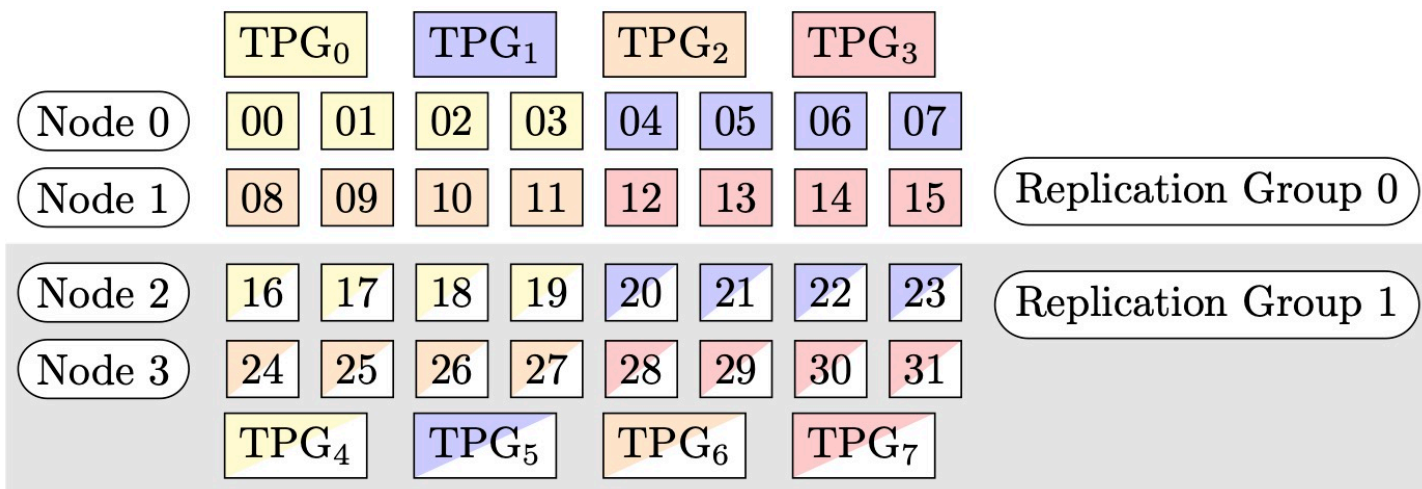 TPG₀ TPG₁ TPG₂ TPG₃
Node 0 00 01 02 03 04 05 06 07
Node 1 08 09 10 11 12 13 14 15 Replication Group 0
Node 2 16 17 18 19 20 21 22 23 Replication Group 1
Node 3 24 25 26 27 28 29 30 31
TPG₄ TPG₅ TPG₆ TPG₇